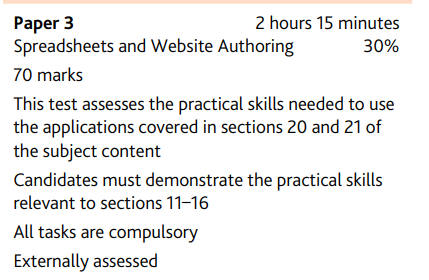 Paper 3 2 hours 15 minutes
Spreadsheets and Website Authoring 30%
70 marks
This test assesses the practical skills needed to use
the applications covered in sections 20 and 21 of
the subject content
Candidates must demonstrate the practical skills
relevant to sections 11–16
All tasks are compulsory
Externally assessed